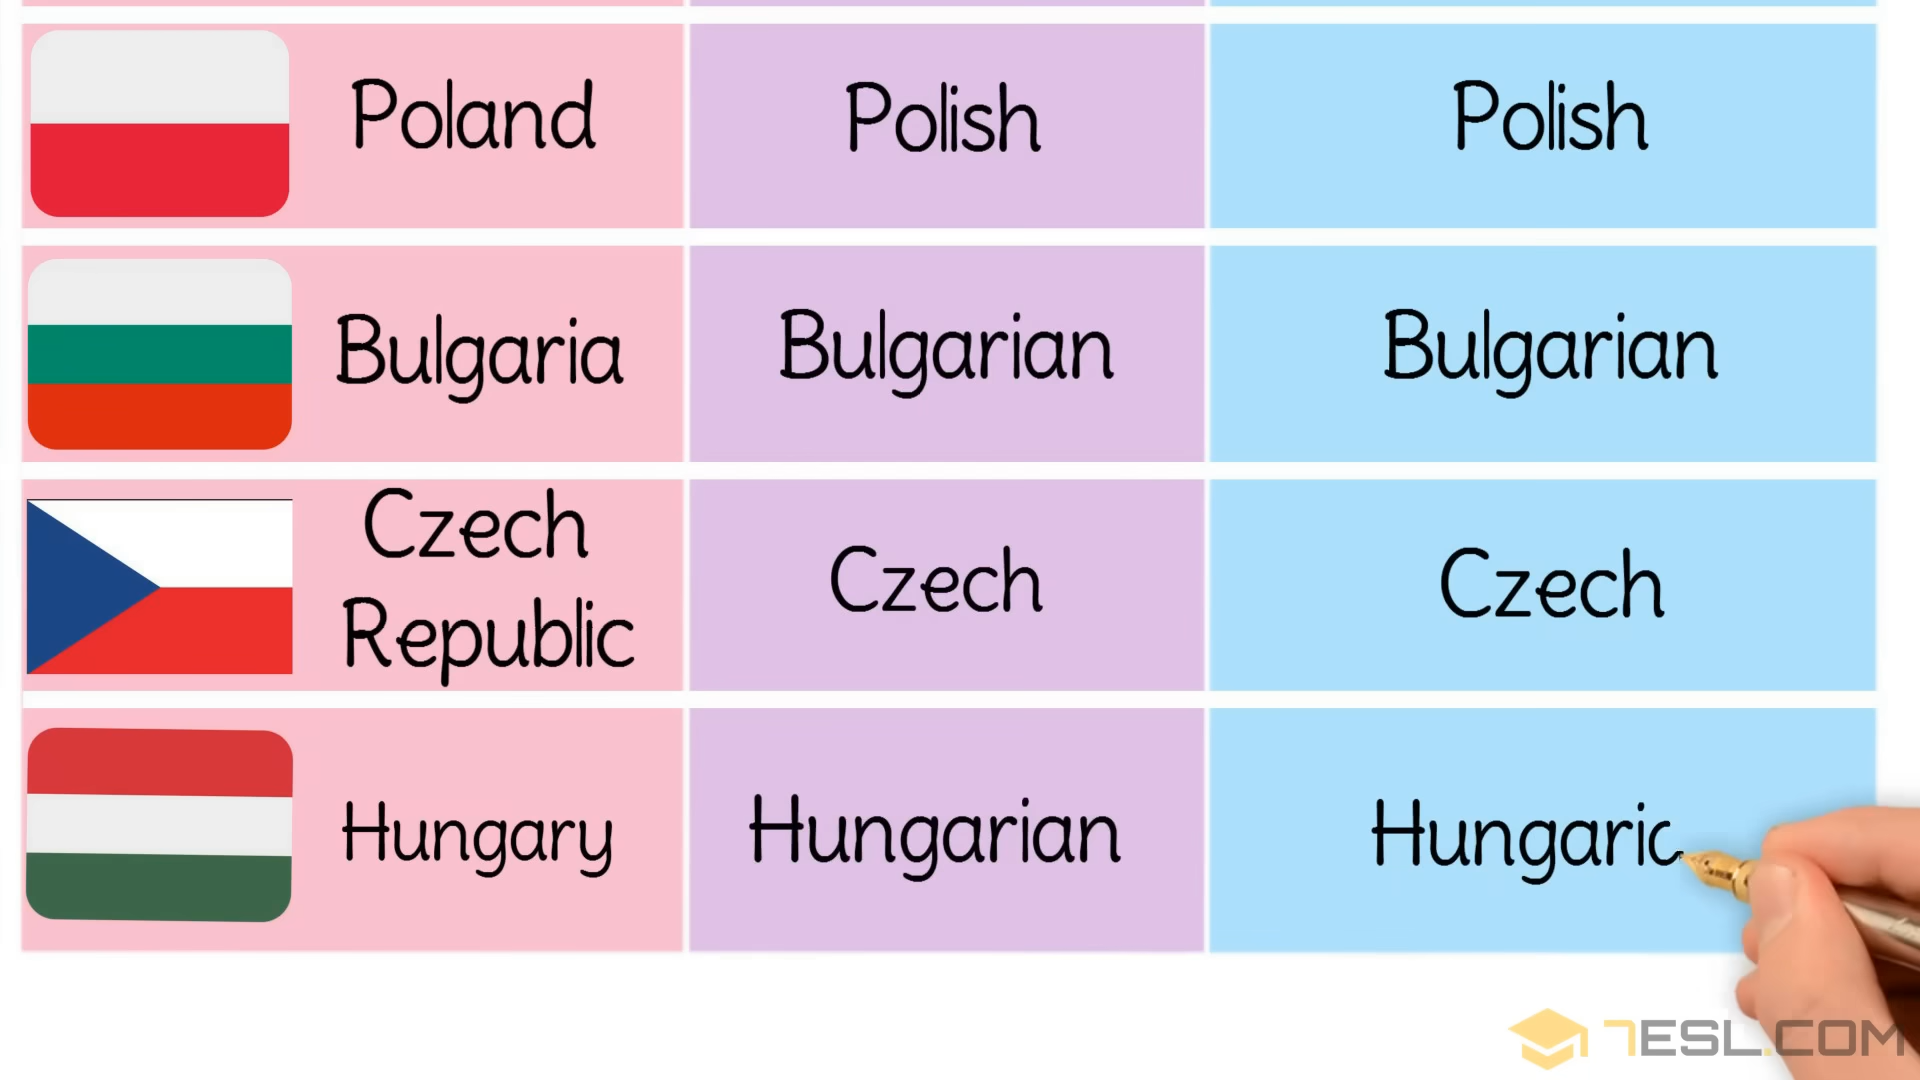 Poland Polish Polish
Bulgaria Bulgarian Bulgarian
Czech
Republic Czech Czech
Hungary Hungarian Hungaric
7ESL.COM